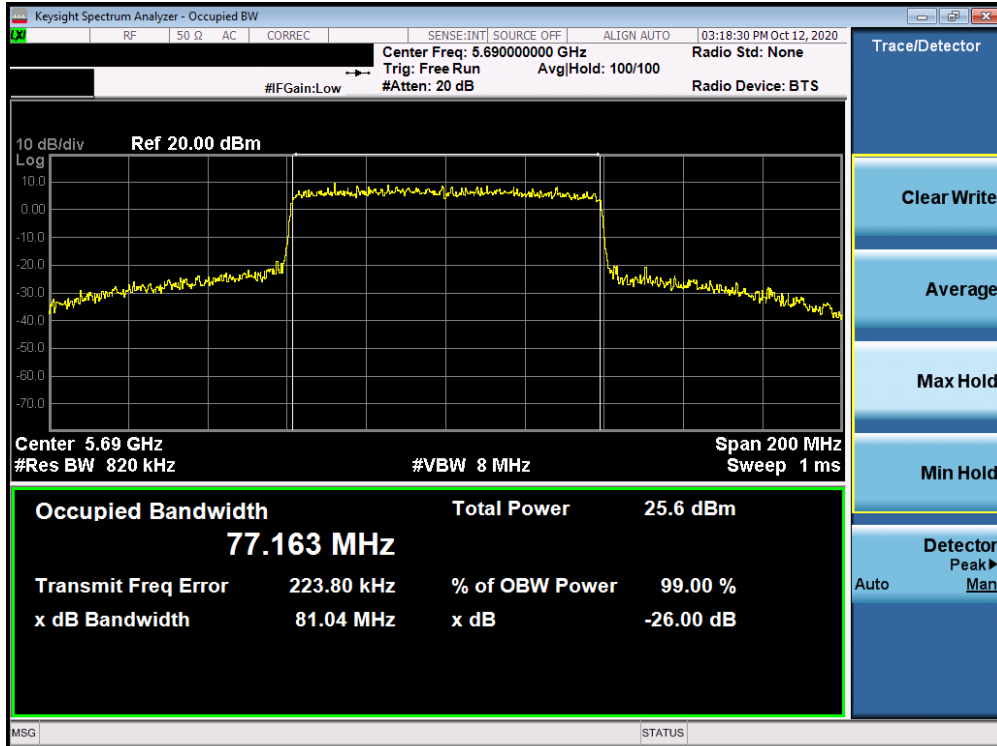 Keysight Spectrum Analyzer - Occupied BW
LXI RF 50 Ω AC CORREC SENSE:INT SOURCE OFF ALIGN AUTO 03:18:30 PM Oct 12, 2020
Center Freq: 5.690000000 GHz Radio Std: None
Trig: Free Run Avg|Hold: 100/100
#IFGain:Low #Atten: 20 dB Radio Device: BTS
Trace/Detector
10 dB/div Ref 20.00 dBm
Log
10.0
0.00
-10.0
-20.0
-30.0
-40.0
-50.0
-60.0
-70.0
Center 5.69 GHz Span 200 MHz
#Res BW 820 kHz #VBW 8 MHz Sweep 1 ms
Occupied Bandwidth Total Power 25.6 dBm
77.163 MHz
Transmit Freq Error 223.80 kHz % of OBW Power 99.00 %
x dB Bandwidth 81.04 MHz x dB -26.00 dB
Clear Write
Average
Max Hold
Min Hold
Detector
Peak▶
Auto Man
MSG STATUS